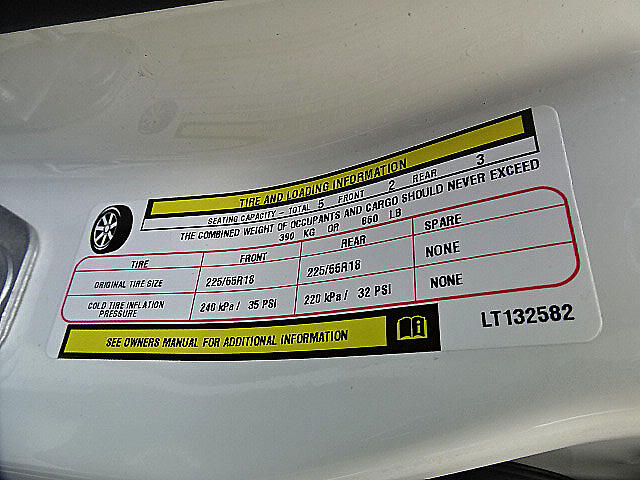 TIRE AND LOADING INFORMATION
SEATING CAPACITY – TOTAL 5 FRONT 2 REAR 3
THE COMBINED WEIGHT OF OCCUPANTS AND CARGO SHOULD NEVER EXCEED
390 KG OR 860 LB
TIRE FRONT REAR SPARE
ORIGINAL TIRE SIZE 225/55R18 225/55R18 NONE
COLD TIRE INFLATION PRESSURE 240 kPa / 35 PSI 220 kPa / 32 PSI NONE
SEE OWNERS MANUAL FOR ADDITIONAL INFORMATION
LT132582